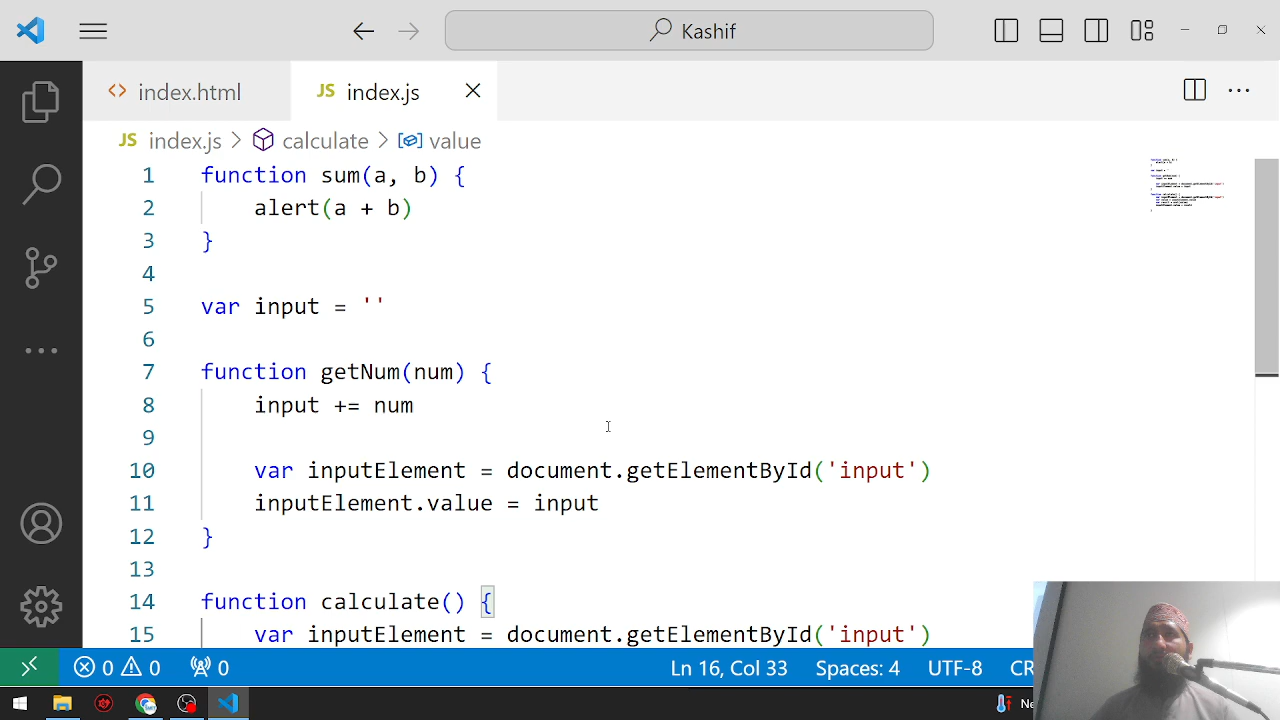 Kashif
index.html
JS index.js
JS index.js > calculate > value
1 function sum(a, b) {
2 alert(a + b)
3 }
4
5 var input = ''
6
7 function getNum(num) {
8 input += num
9
10 var inputElement = document.getElementById('input')
11 inputElement.value = input
12 }
13
14 function calculate() {
15 var inputElement = document.getElementById('input')
0 0 0 Ln 16, Col 33 Spaces: 4 UTF-8 CR
Ne